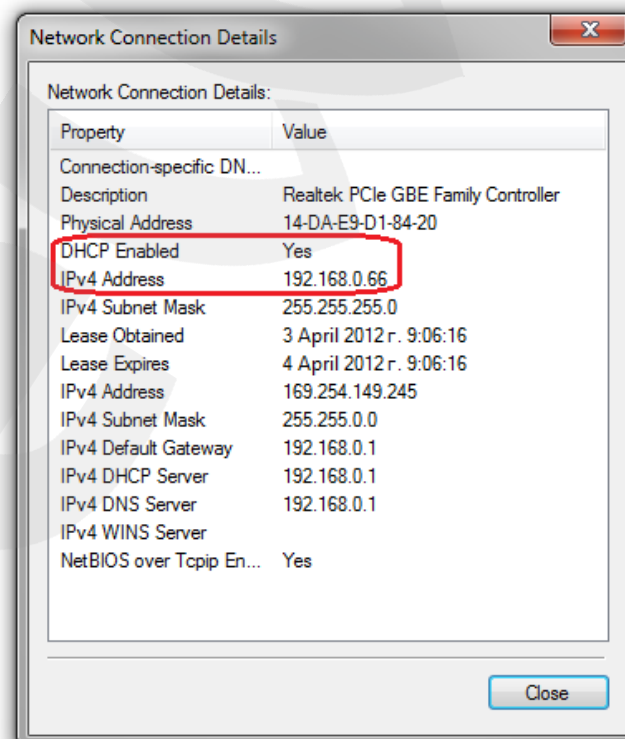 Network Connection Details
Network Connection Details:
Property Value
Connection-specific DN...
Description Realtek PCIe GBE Family Controller
Physical Address 14-DA-E9-D1-84-20
DHCP Enabled Yes
IPv4 Address 192.168.0.66
IPv4 Subnet Mask 255.255.255.0
Lease Obtained 3 April 2012 г. 9:06:16
Lease Expires 4 April 2012 г. 9:06:16
IPv4 Address 169.254.149.245
IPv4 Subnet Mask 255.255.0.0
IPv4 Default Gateway 192.168.0.1
IPv4 DHCP Server 192.168.0.1
IPv4 DNS Server 192.168.0.1
IPv4 WINS Server
NetBIOS over Tcpip En... Yes
Close